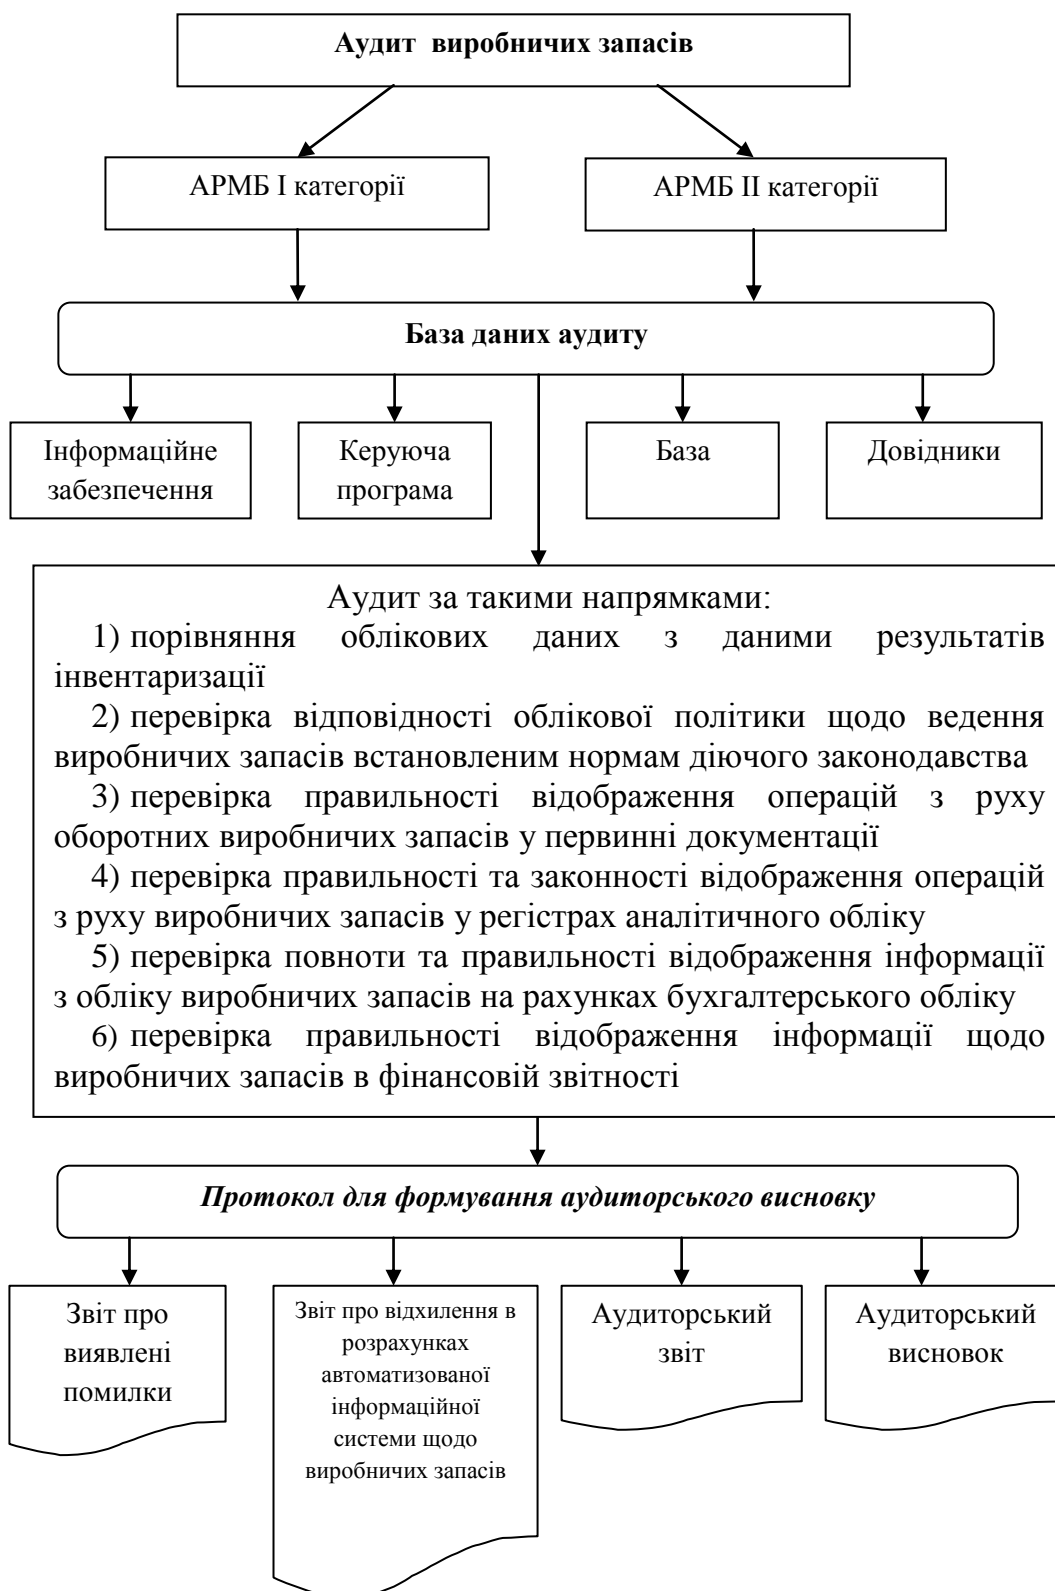 Аудит виробничих запасів
АРМБ І категорії
АРМБ ІІ категорії
База даних аудиту
Інформаційне
забезпечення
Керуюча
програма
База
Довідники
Аудит за такими напрямками:
1) порівняння облікових даних з даними результатів
інвентаризації
2) перевірка відповідності облікової політики щодо ведення
виробничих запасів встановленим нормам діючого законодавства
3) перевірка правильності відображення операцій з руху
оборотних виробничих запасів у первинні документації
4) перевірка правильності та законності відображення операцій
з руху виробничих запасів у регістрах аналітичного обліку
5) перевірка повноти та правильності відображення інформації
з обліку виробничих запасів на рахунках бухгалтерського обліку
6) перевірка правильності відображення інформації щодо
виробничих запасів в фінансовій звітності
Протокол для формування аудиторського висновку
Звіт про
виявлені
помилки
Звіт про відхилення в
розрахунках
автоматизованої
інформаційної
системи щодо
виробничих запасів
Аудиторський
звіт
Аудиторський
висновок